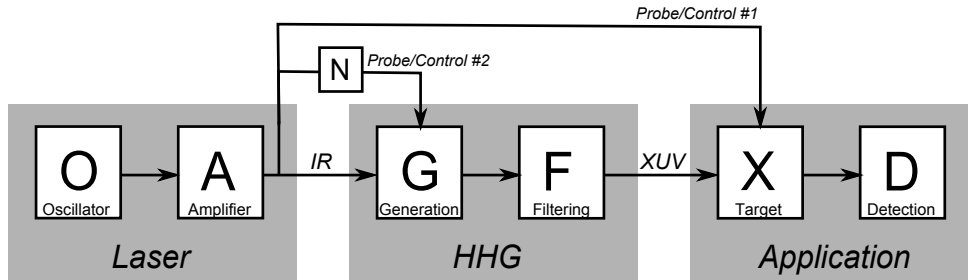 Probe/Control #1
N
Probe/Control #2
O
Oscillator
A
Amplifier
IR
G
Generation
F
Filtering
XUV
X
Target
D
Detection
Laser
HHG
Application